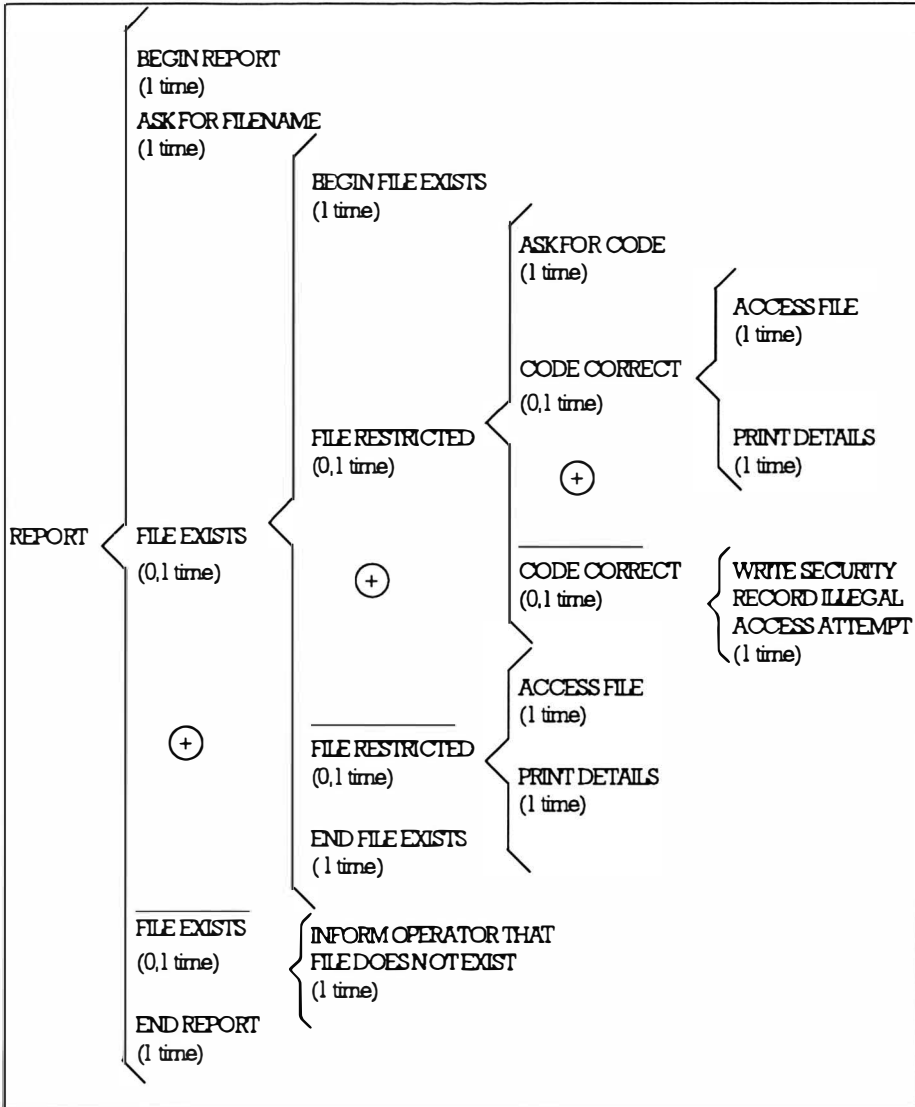 BEGIN REPORT
(1 time)
ASK FOR FILENAME
(1 time)
BEGIN FILE EXISTS
(1 time)
ASK FOR CODE
(1 time)
ACCESS FILE
(1 time)
CODE CORRECT
(0,1 time)
PRINT DETAILS
(1 time)
FILE RESTRICTED
(0,1 time)
+
REPORT
FILE EXISTS
(0,1 time)
+
CODE CORRECT
(0,1 time)
WRITE SECURITY
RECORD ILLEGAL
ACCESS ATTEMPT
(1 time)
ACCESS FILE
(1 time)
+
FILE RESTRICTED
(0,1 time)
PRINT DETAILS
(1 time)
END FILE EXISTS
(1 time)
FILE EXISTS
(0,1 time)
INFORM OPERATOR THAT
FILE DOES NOT EXIST
(1 time)
END REPORT
(1 time)